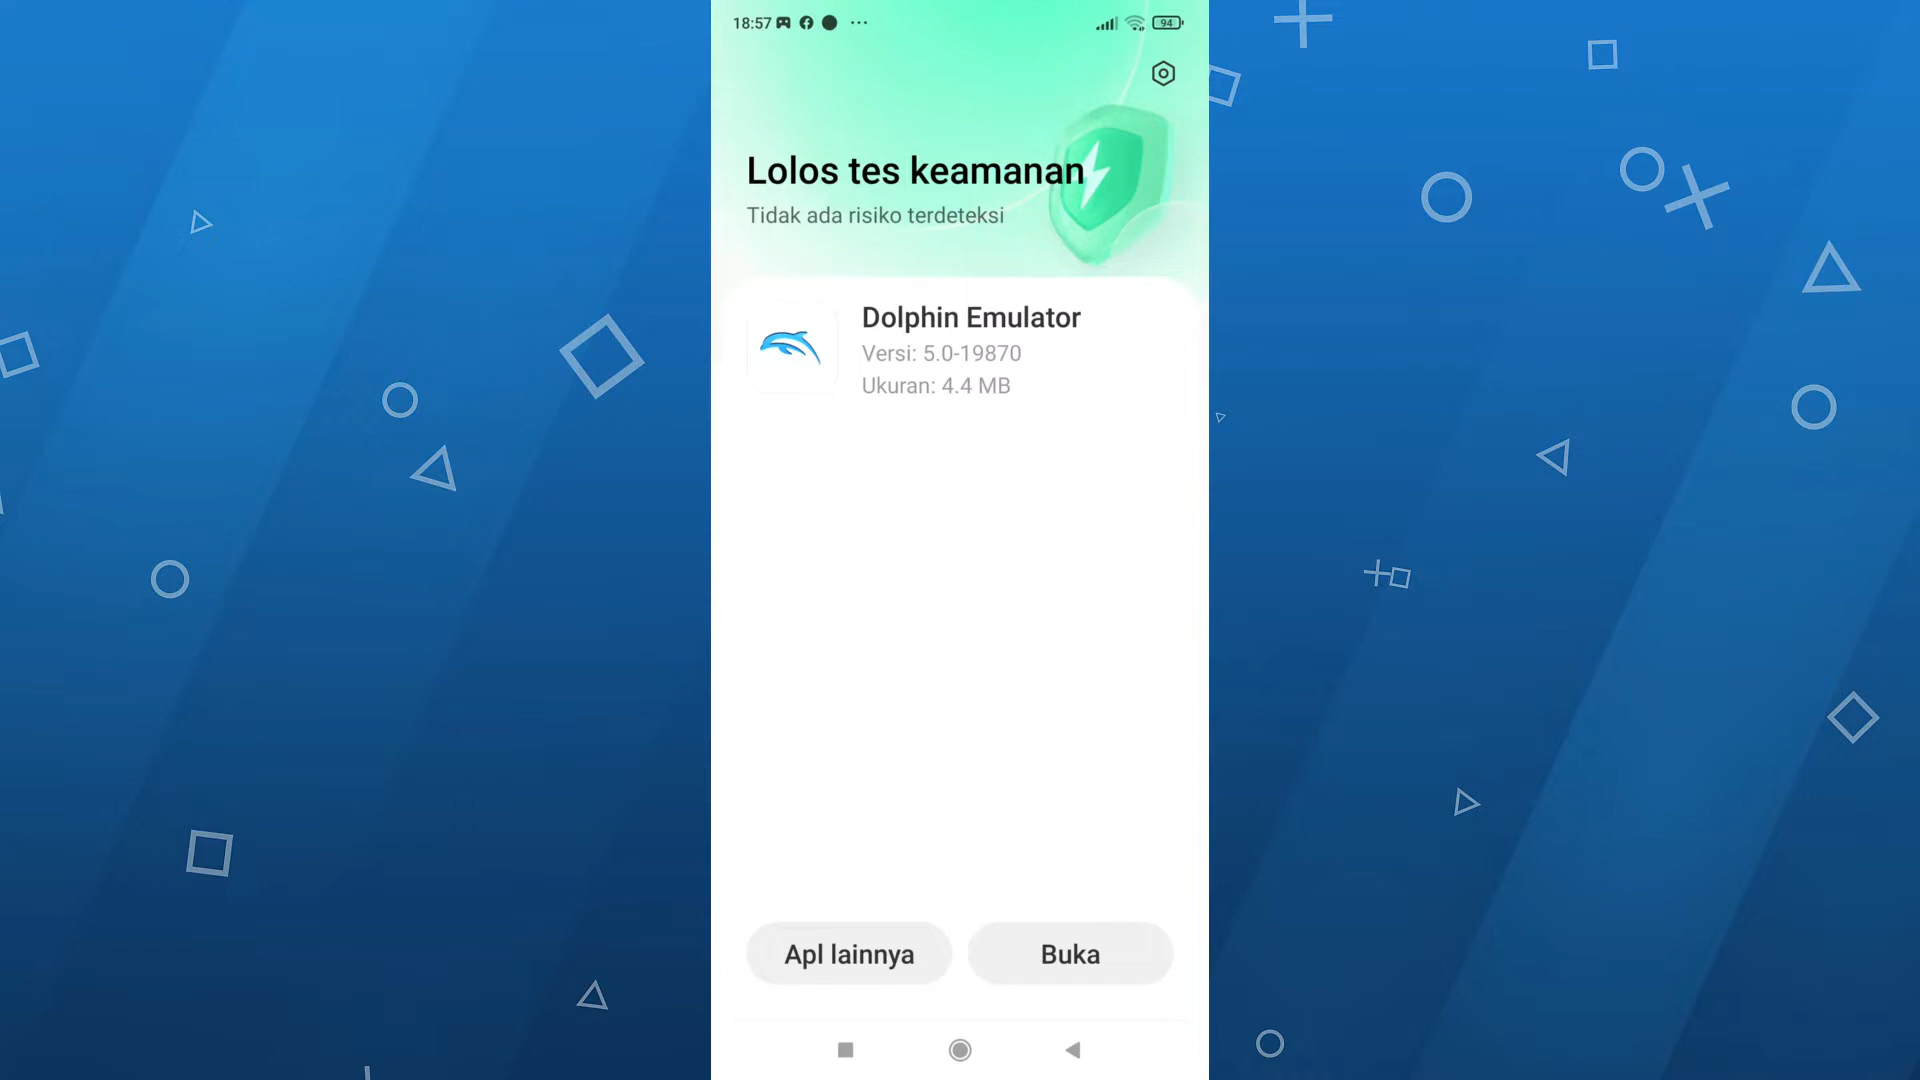 18:57
94
Lolos tes keamanan
Tidak ada risiko terdeteksi
Dolphin Emulator
Versi: 5.0-19870
Ukuran: 4.4 MB
Apl lainnya
Buka